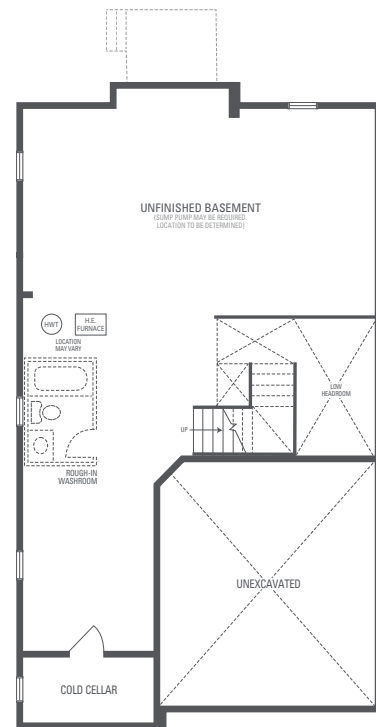 UNFINISHED BASEMENT
(SUMP PUMP MAY BE REQUIRED.
LOCATION TO BE DETERMINED)
HWT
H.E.
FURNACE
LOCATION
MAY VARY
LOW
HEADROOM
UP
ROUGH-IN
WASHROOM
UNEXCAVATED
COLD CELLAR